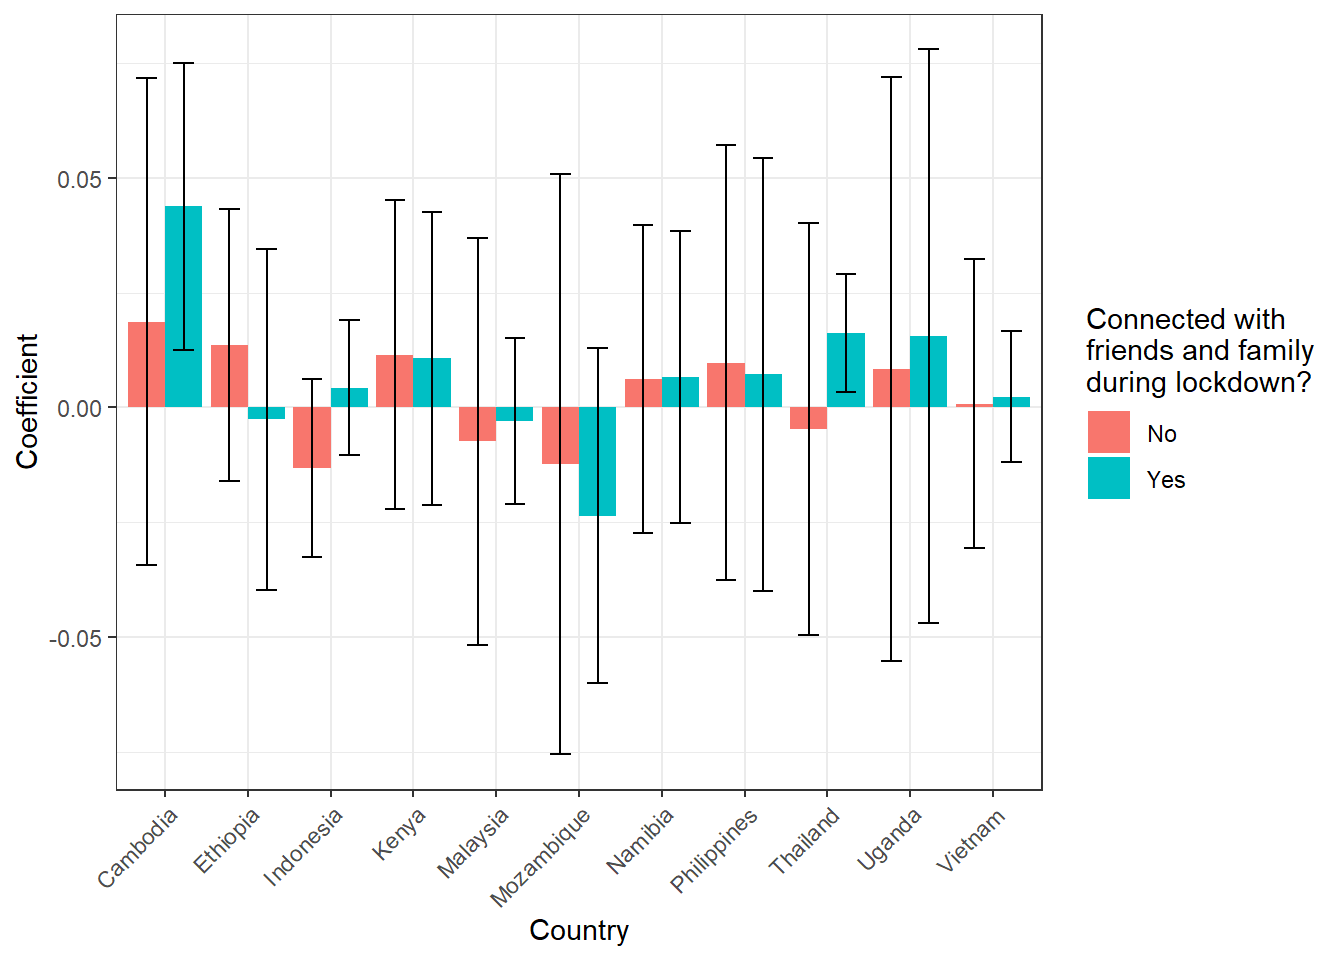 0.05
0.00
-0.05
Coefficient
Cambodia
Ethiopia
Indonesia
Kenya
Malaysia
Mozambique
Namibia
Philippines
Thailand
Uganda
Vietnam
Country
Connected with
friends and family
during lockdown?
No
Yes